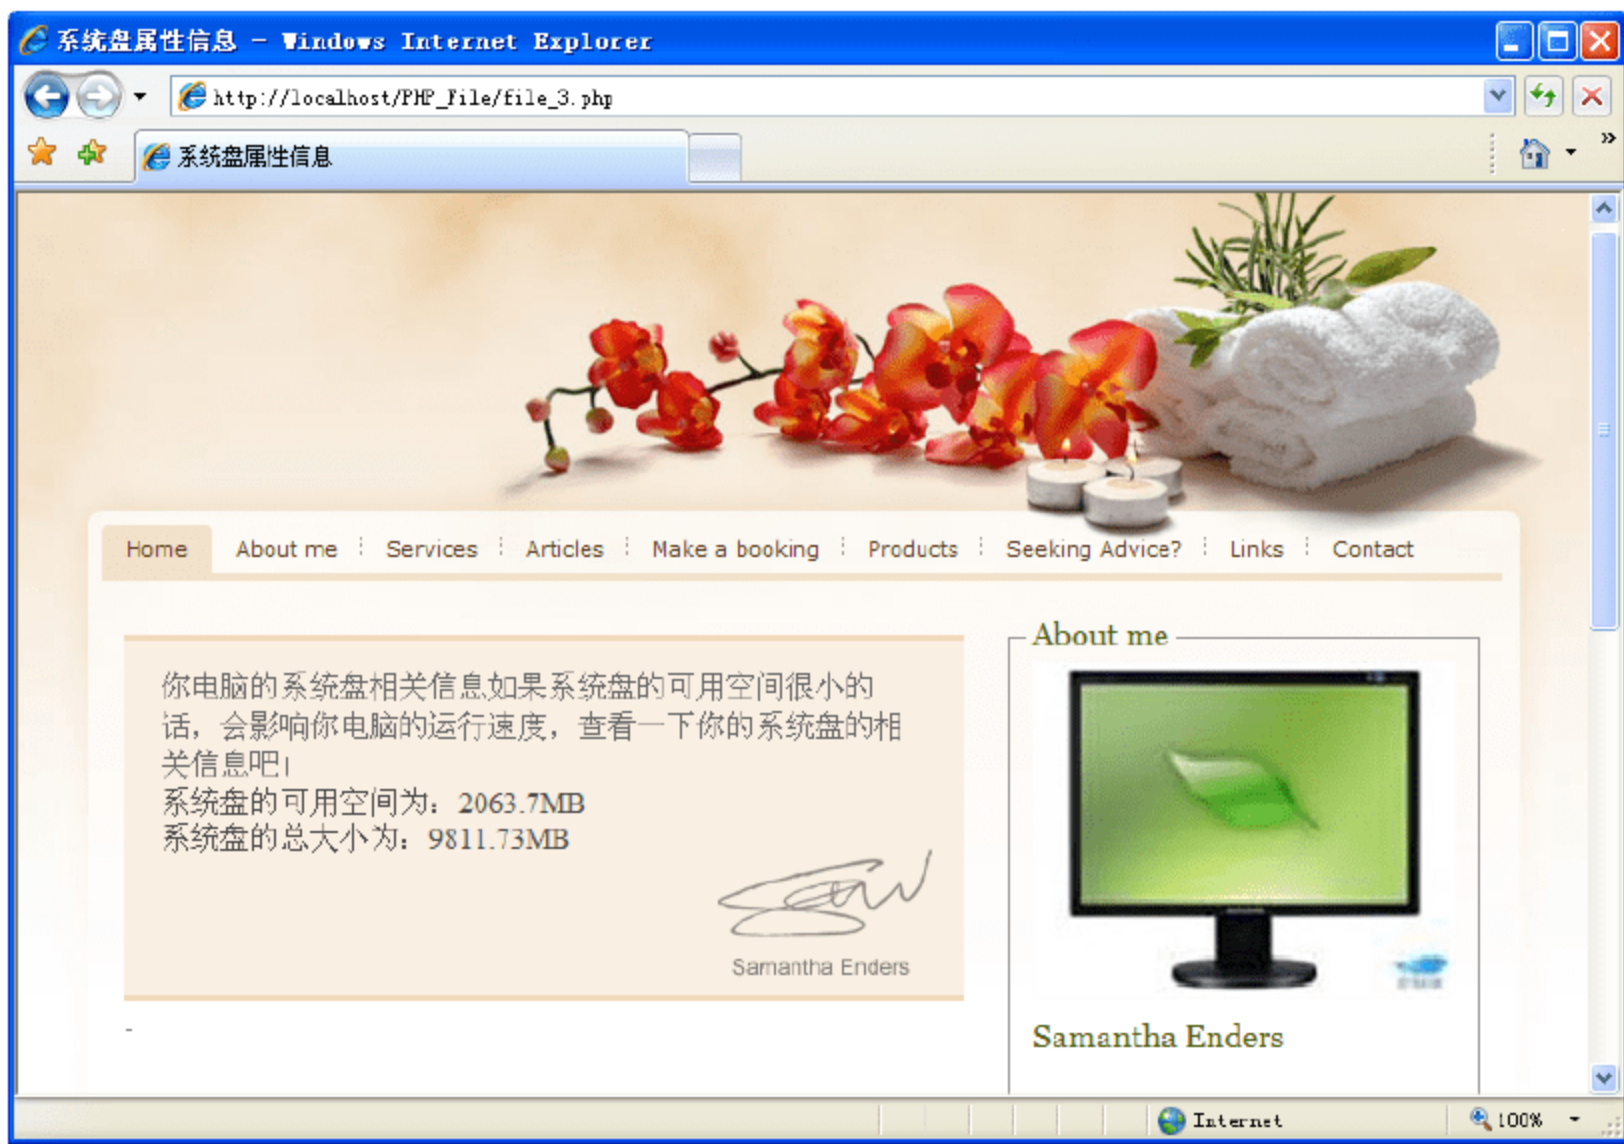 系统盘属性信息 - Windows Internet Explorer
http://localhost/PHP_File/file_3.php
系统盘属性信息
Home About me Services Articles Make a booking Products Seeking Advice? Links Contact
About me
你电脑的系统盘相关信息如果系统盘的可用空间很小的
话，会影响你电脑的运行速度，查看一下你的系统盘的相
关信息吧!
系统盘的可用空间为：2063.7MB
系统盘的总大小为：9811.73MB
Samantha Enders
-
Samantha Enders
Internet 100%